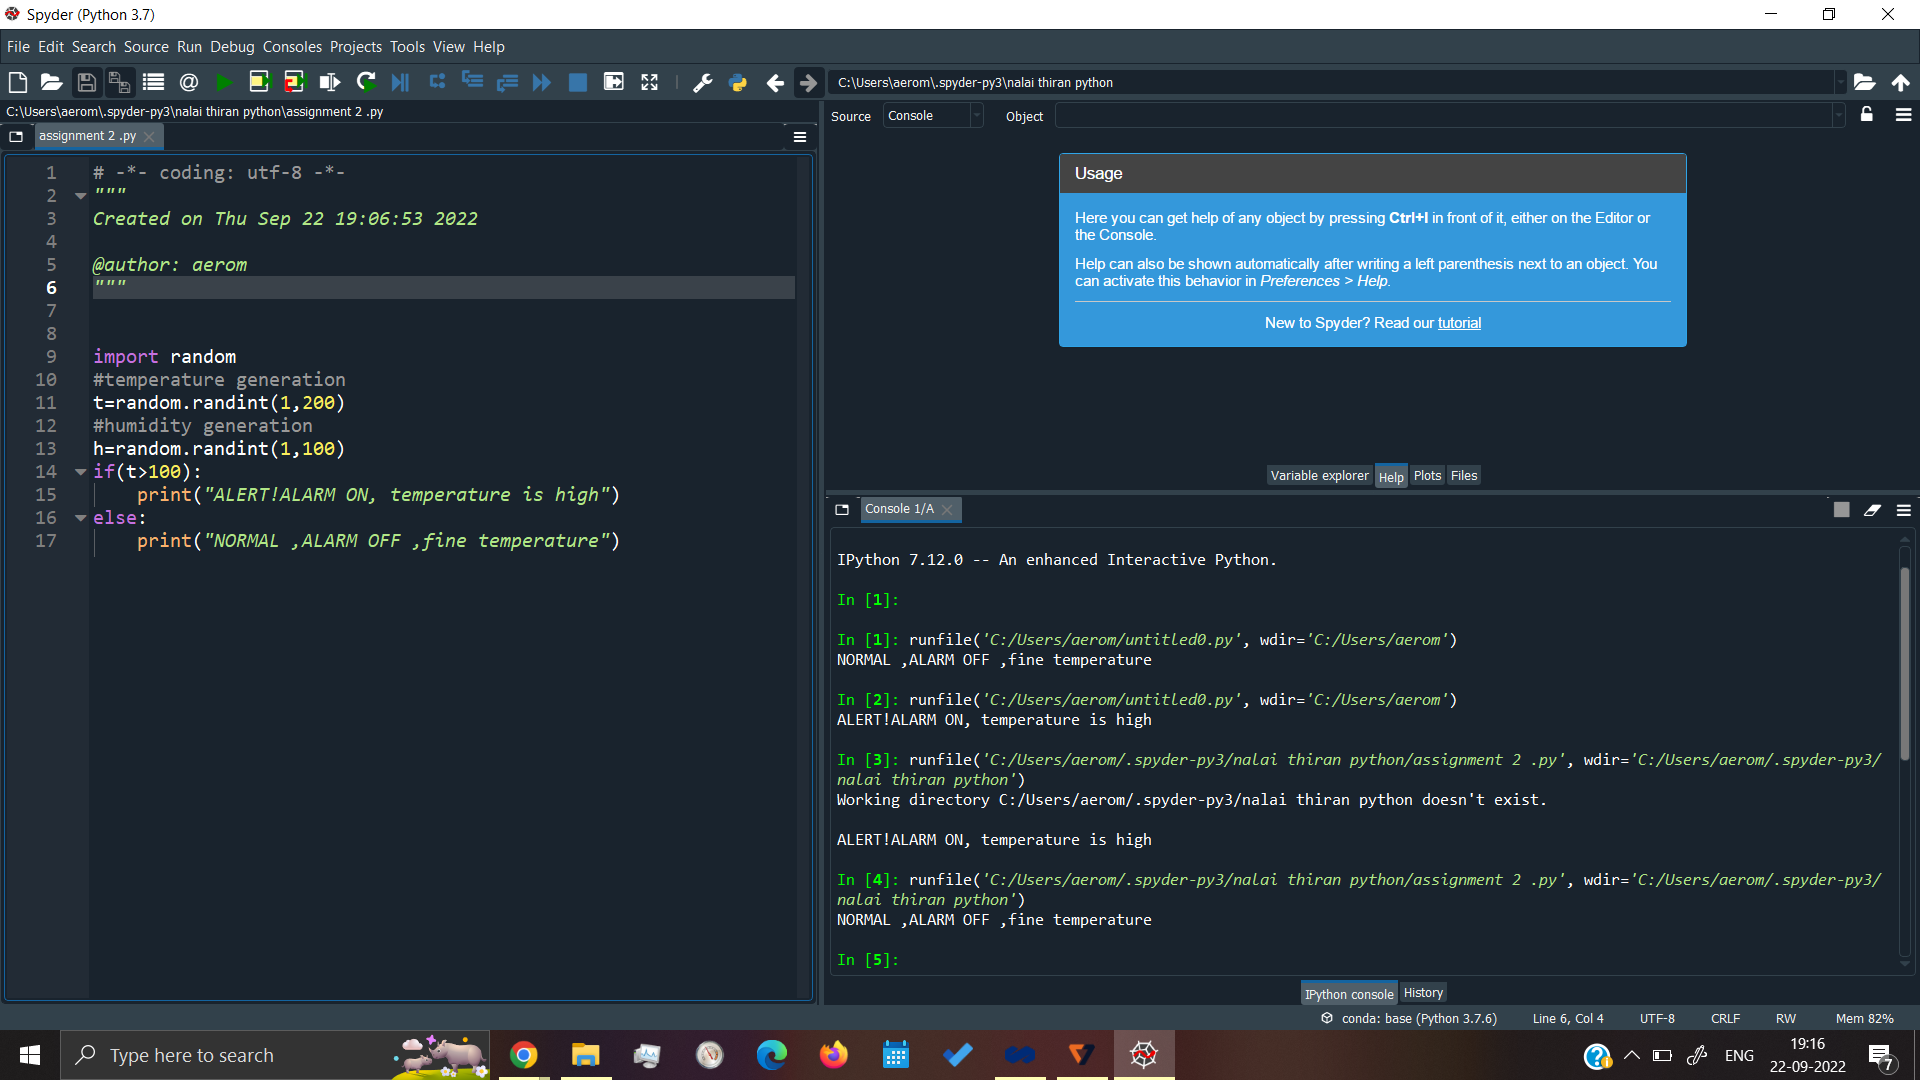 Spyder (Python 3.7)
File Edit Search Source Run Debug Consoles Projects Tools View Help
C:\Users\aerom\.spyder-py3\nalai thiran python
C:\Users\aerom\.spyder-py3\nalai thiran python\assignment 2 .py
assignment 2 .py
1 # -*- coding: utf-8 -*-
2 """
3 Created on Thu Sep 22 19:06:53 2022
4
5 @author: aerom
6 """
7
8
9 import random
10 #temperature generation
11 t=random.randint(1,200)
12 #humidity generation
13 h=random.randint(1,100)
14 if(t>100):
15     print("ALERT!ALARM ON, temperature is high")
16 else:
17     print("NORMAL ,ALARM OFF ,fine temperature")
Source Console Object
Usage
Here you can get help of any object by pressing Ctrl+I in front of it, either on the Editor or
the Console.
Help can also be shown automatically after writing a left parenthesis next to an object. You
can activate this behavior in Preferences > Help.
New to Spyder? Read our tutorial
Variable explorer Help Plots Files
Console 1/A
IPython 7.12.0 -- An enhanced Interactive Python.
In [1]:
In [1]: runfile('C:/Users/aerom/untitled0.py', wdir='C:/Users/aerom')
NORMAL ,ALARM OFF ,fine temperature
In [2]: runfile('C:/Users/aerom/untitled0.py', wdir='C:/Users/aerom')
ALERT!ALARM ON, temperature is high
In [3]: runfile('C:/Users/aerom/.spyder-py3/nalai thiran python/assignment 2 .py', wdir='C:/Users/aerom/.spyder-py3/
nalai thiran python')
Working directory C:/Users/aerom/.spyder-py3/nalai thiran python doesn't exist.
ALERT!ALARM ON, temperature is high
In [4]: runfile('C:/Users/aerom/.spyder-py3/nalai thiran python/assignment 2 .py', wdir='C:/Users/aerom/.spyder-py3/
nalai thiran python')
NORMAL ,ALARM OFF ,fine temperature
In [5]:
IPython console History
conda: base (Python 3.7.6) Line 6, Col 4 UTF-8 CRLF RW Mem 82%
Type here to search
ENG
19:16
22-09-2022
7